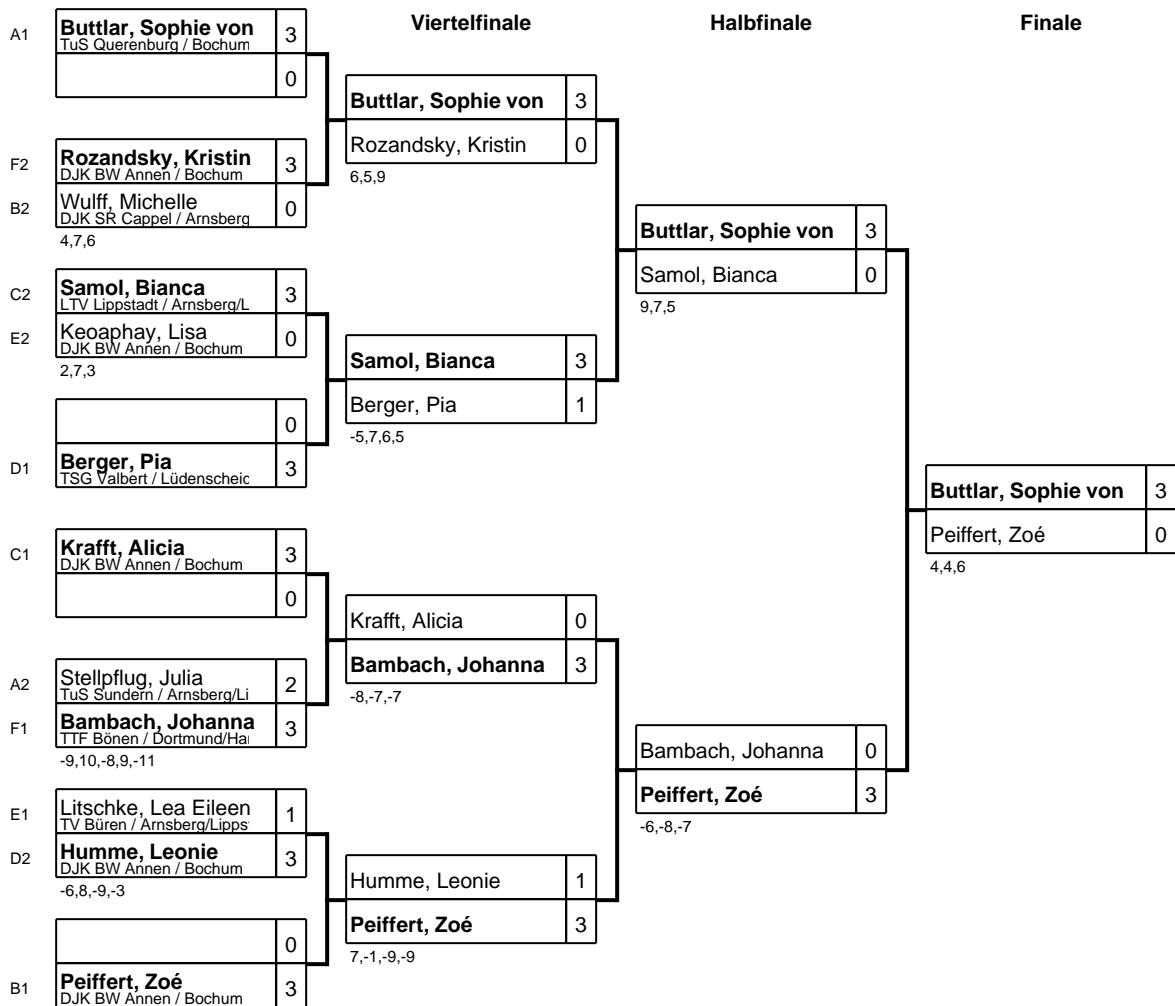 Viertelfinale
Halbfinale
Finale
A1
Buttlar, Sophie von 3
TuS Querenburg / Bochum
0
F2
Rozandsky, Kristin 3
DJK BW Annen / Bochum
B2
Wulff, Michelle 0
DJK SR Cappel / Arnsberg
4,7,6
C2
Samol, Bianca 3
LTV Lippstadt / Arnsberg/L
E2
Keoaphay, Lisa 0
DJK BW Annen / Bochum
2,7,3
0
D1
Berger, Pia 3
TSG Valbert / Lüdenscheid
C1
Krafft, Alicia 3
DJK BW Annen / Bochum
0
A2
Stellpflug, Julia 2
TuS Sundern / Arnsberg/Li
F1
Bambach, Johanna 3
TTF Bönen / Dortmund/Ha
-9,10,-8,9,-11
E1
Litschke, Lea Eileen 1
TV Büren / Arnsberg/Lipps
D2
Humme, Leonie 3
DJK BW Annen / Bochum
-6,8,-9,-3
0
B1
Peiffert, Zoé 3
DJK BW Annen / Bochum
Buttlar, Sophie von 3
Rozandsky, Kristin 0
6,5,9
Samol, Bianca 3
Berger, Pia 1
-5,7,6,5
Krafft, Alicia 0
Bambach, Johanna 3
-8,-7,-7
Humme, Leonie 1
Peiffert, Zoé 3
7,-1,-9,-9
Buttlar, Sophie von 3
Samol, Bianca 0
9,7,5
Bambach, Johanna 0
Peiffert, Zoé 3
-6,-8,-7
Buttlar, Sophie von 3
Peiffert, Zoé 0
4,4,6